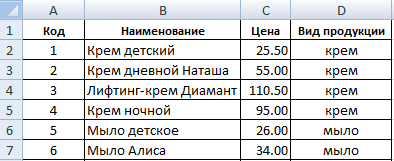 A B C D
1 Код Наименование Цена Вид продукции
2 1 Крем детский 25.50 крем
3 2 Крем дневной Наташа 55.00 крем
4 3 Лифтинг-крем Диамант 110.50 крем
5 4 Крем ночной 95.00 крем
6 5 Мыло детское 26.00 мыло
7 6 Мыло Алиса 34.00 мыло